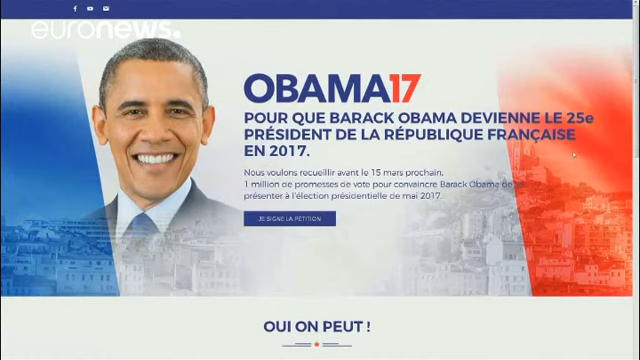 euronews.
OBAMA17
POUR QUE BARACK OBAMA DEVIENNE LE 25e
PRÉSIDENT DE LA RÉPUBLIQUE FRANÇAISE
EN 2017.
Nous voulons recueillir avant le 15 mars prochain,
1 million de promesses de vote pour convaincre Barack Obama de se
présenter à l'élection présidentielle de mai 2017.
JE SIGNE LA PÉTITION
OUI ON PEUT !